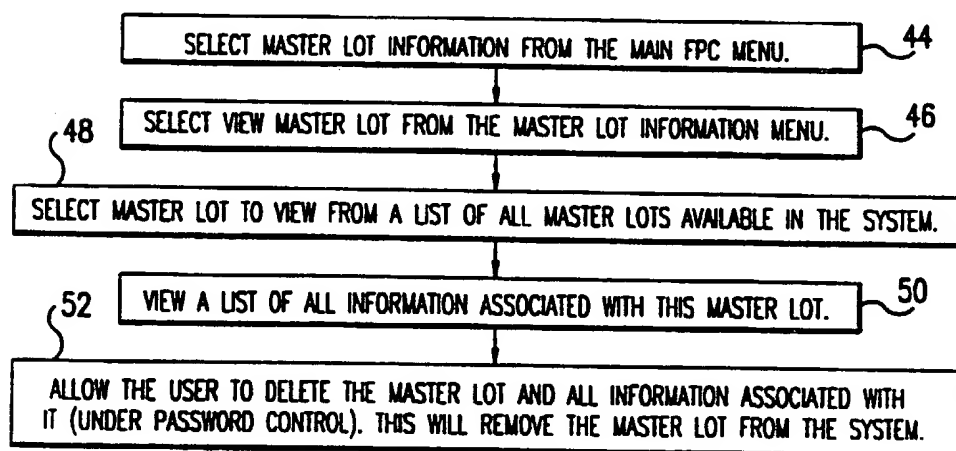 SELECT MASTER LOT INFORMATION FROM THE MAIN FPC MENU.
44
SELECT VIEW MASTER LOT FROM THE MASTER LOT INFORMATION MENU.
46
48
SELECT MASTER LOT TO VIEW FROM A LIST OF ALL MASTER LOTS AVAILABLE IN THE SYSTEM.
VIEW A LIST OF ALL INFORMATION ASSOCIATED WITH THIS MASTER LOT.
50
52
ALLOW THE USER TO DELETE THE MASTER LOT AND ALL INFORMATION ASSOCIATED WITH
IT (UNDER PASSWORD CONTROL). THIS WILL REMOVE THE MASTER LOT FROM THE SYSTEM.